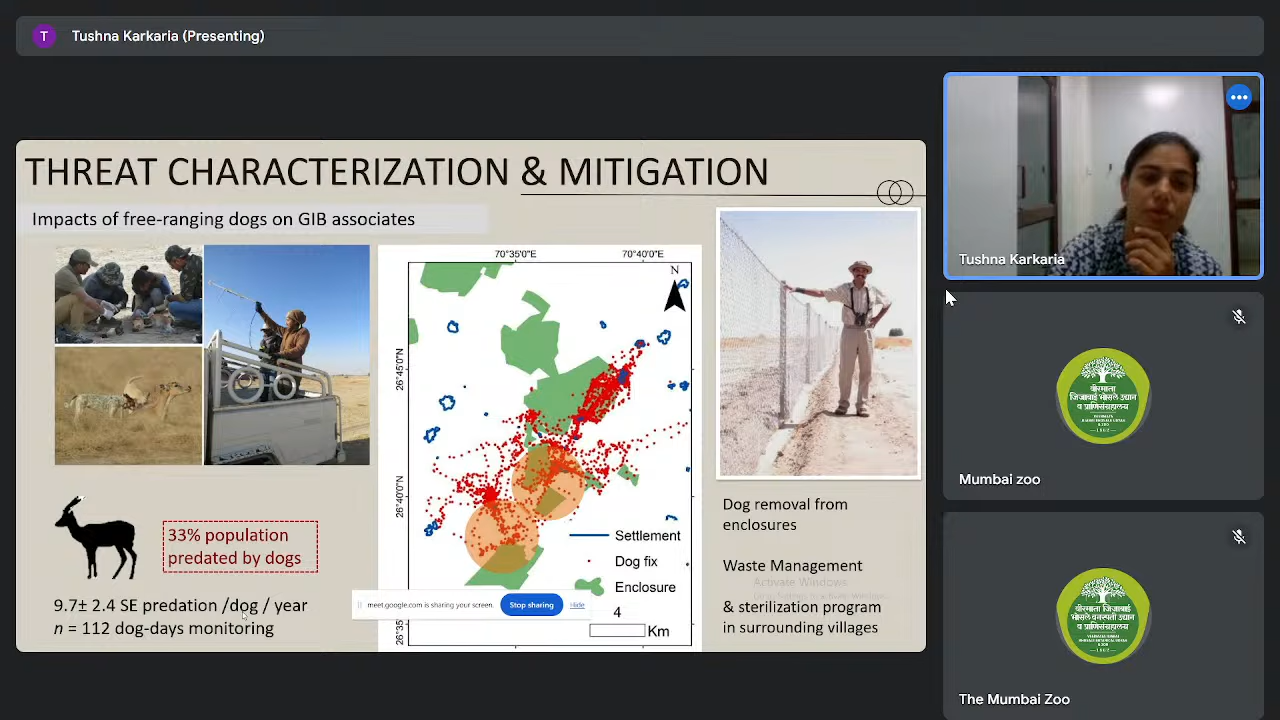 T Tushna Karkaria (Presenting)
THREAT CHARACTERIZATION & MITIGATION
Impacts of free-ranging dogs on GIB associates
70°35'0"E 70°40'0"E
N
26°45'0"N
26°40'0"N
Settlement
Dog fix
Enclosure
4
Km
33% population
predated by dogs
9.7± 2.4 SE predation /dog / year
n = 112 dog-days monitoring
Dog removal from
enclosures
Waste Management
Activate Windows
& sterilization program
in surrounding villages
meet.google.com is sharing your screen.
Stop sharing
Hide
Tushna Karkaria
Mumbai zoo
The Mumbai Zoo